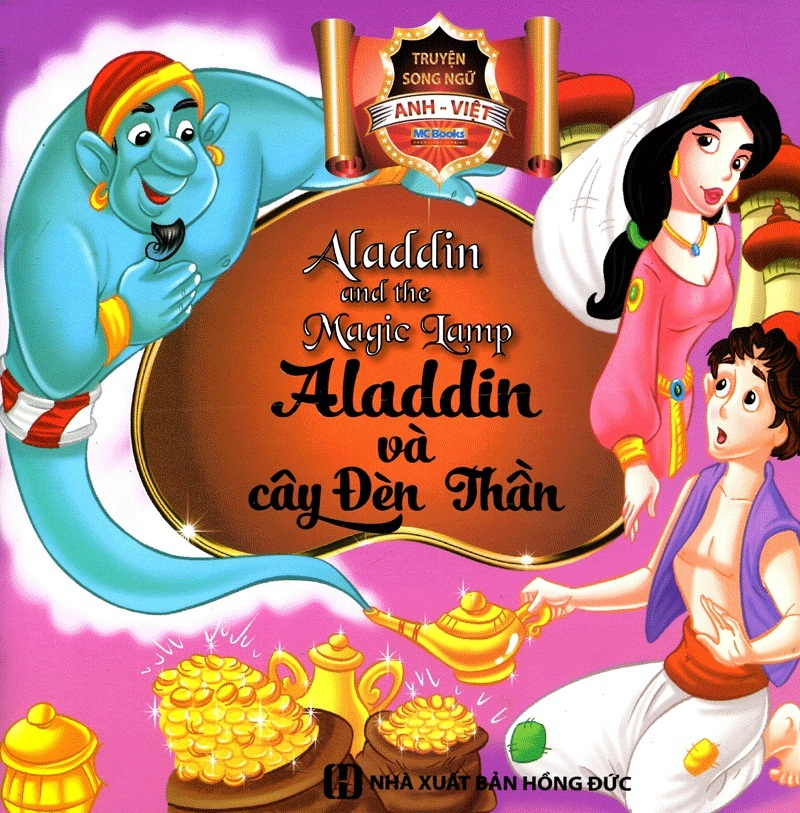 TRUYỆN
SONG NGỮ
ANH - VIỆT
MCBooks
Aladdin
and the
Magic Lamp
Aladdin
và
cây Đèn Thần
NHÀ XUẤT BẢN HỒNG ĐỨC